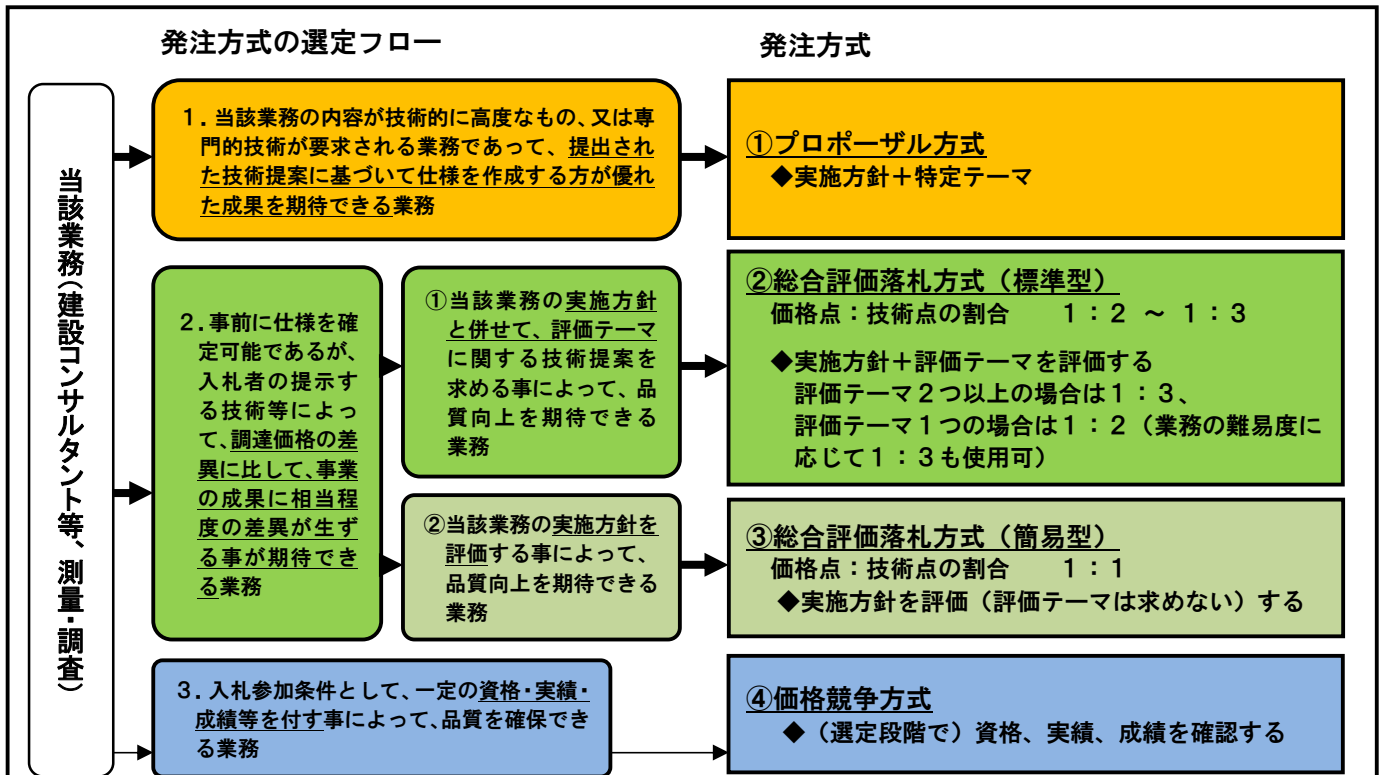 発注方式の選定フロー
発注方式
当該業務（建設コンサルタント等、測量・調査）
１．当該業務の内容が技術的に高度なもの、又は専
門的技術が要求される業務であって、提出され
た技術提案に基づいて仕様を作成する方が優れ
た成果を期待できる業務
①プロポーザル方式
◆実施方針＋特定テーマ
２．事前に仕様を確
定可能であるが、
入札者の提示す
る技術等によっ
て、調達価格の差
異に比して、事業
の成果に相当程
度の差異が生ず
る事が期待でき
る業務
①当該業務の実施方針
と併せて、評価テーマ
に関する技術提案を
求める事によって、品
質向上を期待できる
業務
②総合評価落札方式（標準型）
価格点：技術点の割合　　１：２ ～ １：３
◆実施方針＋評価テーマを評価する
評価テーマ２つ以上の場合は１：３、
評価テーマ１つの場合は１：２（業務の難易度に
応じて１：３も使用可）
②当該業務の実施方針を
評価する事によって、
品質向上を期待できる
業務
③総合評価落札方式（簡易型）
価格点：技術点の割合　　１：１
◆実施方針を評価（評価テーマは求めない）する
３．入札参加条件として、一定の資格・実績・
成績等を付す事によって、品質を確保でき
る業務
④価格競争方式
◆（選定段階で）資格、実績、成績を確認する